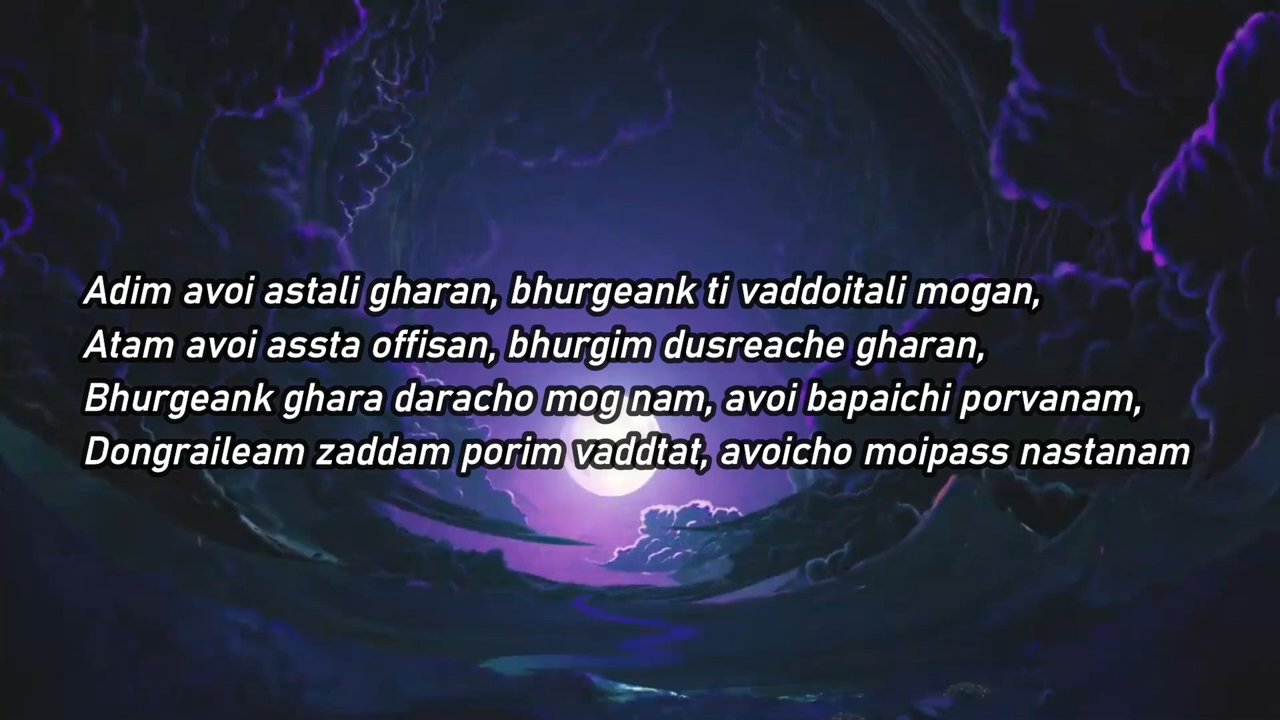 Adim avoi astali gharan, bhurgeank ti vaddoitali mogan,
Atam avoi assta offisan, bhurgim dusreache gharan,
Bhurgeank ghara daracho mog nam, avoi bapaichi porvanam,
Dongraileam zaddam porim vaddtat, avoicho moipass nastanam